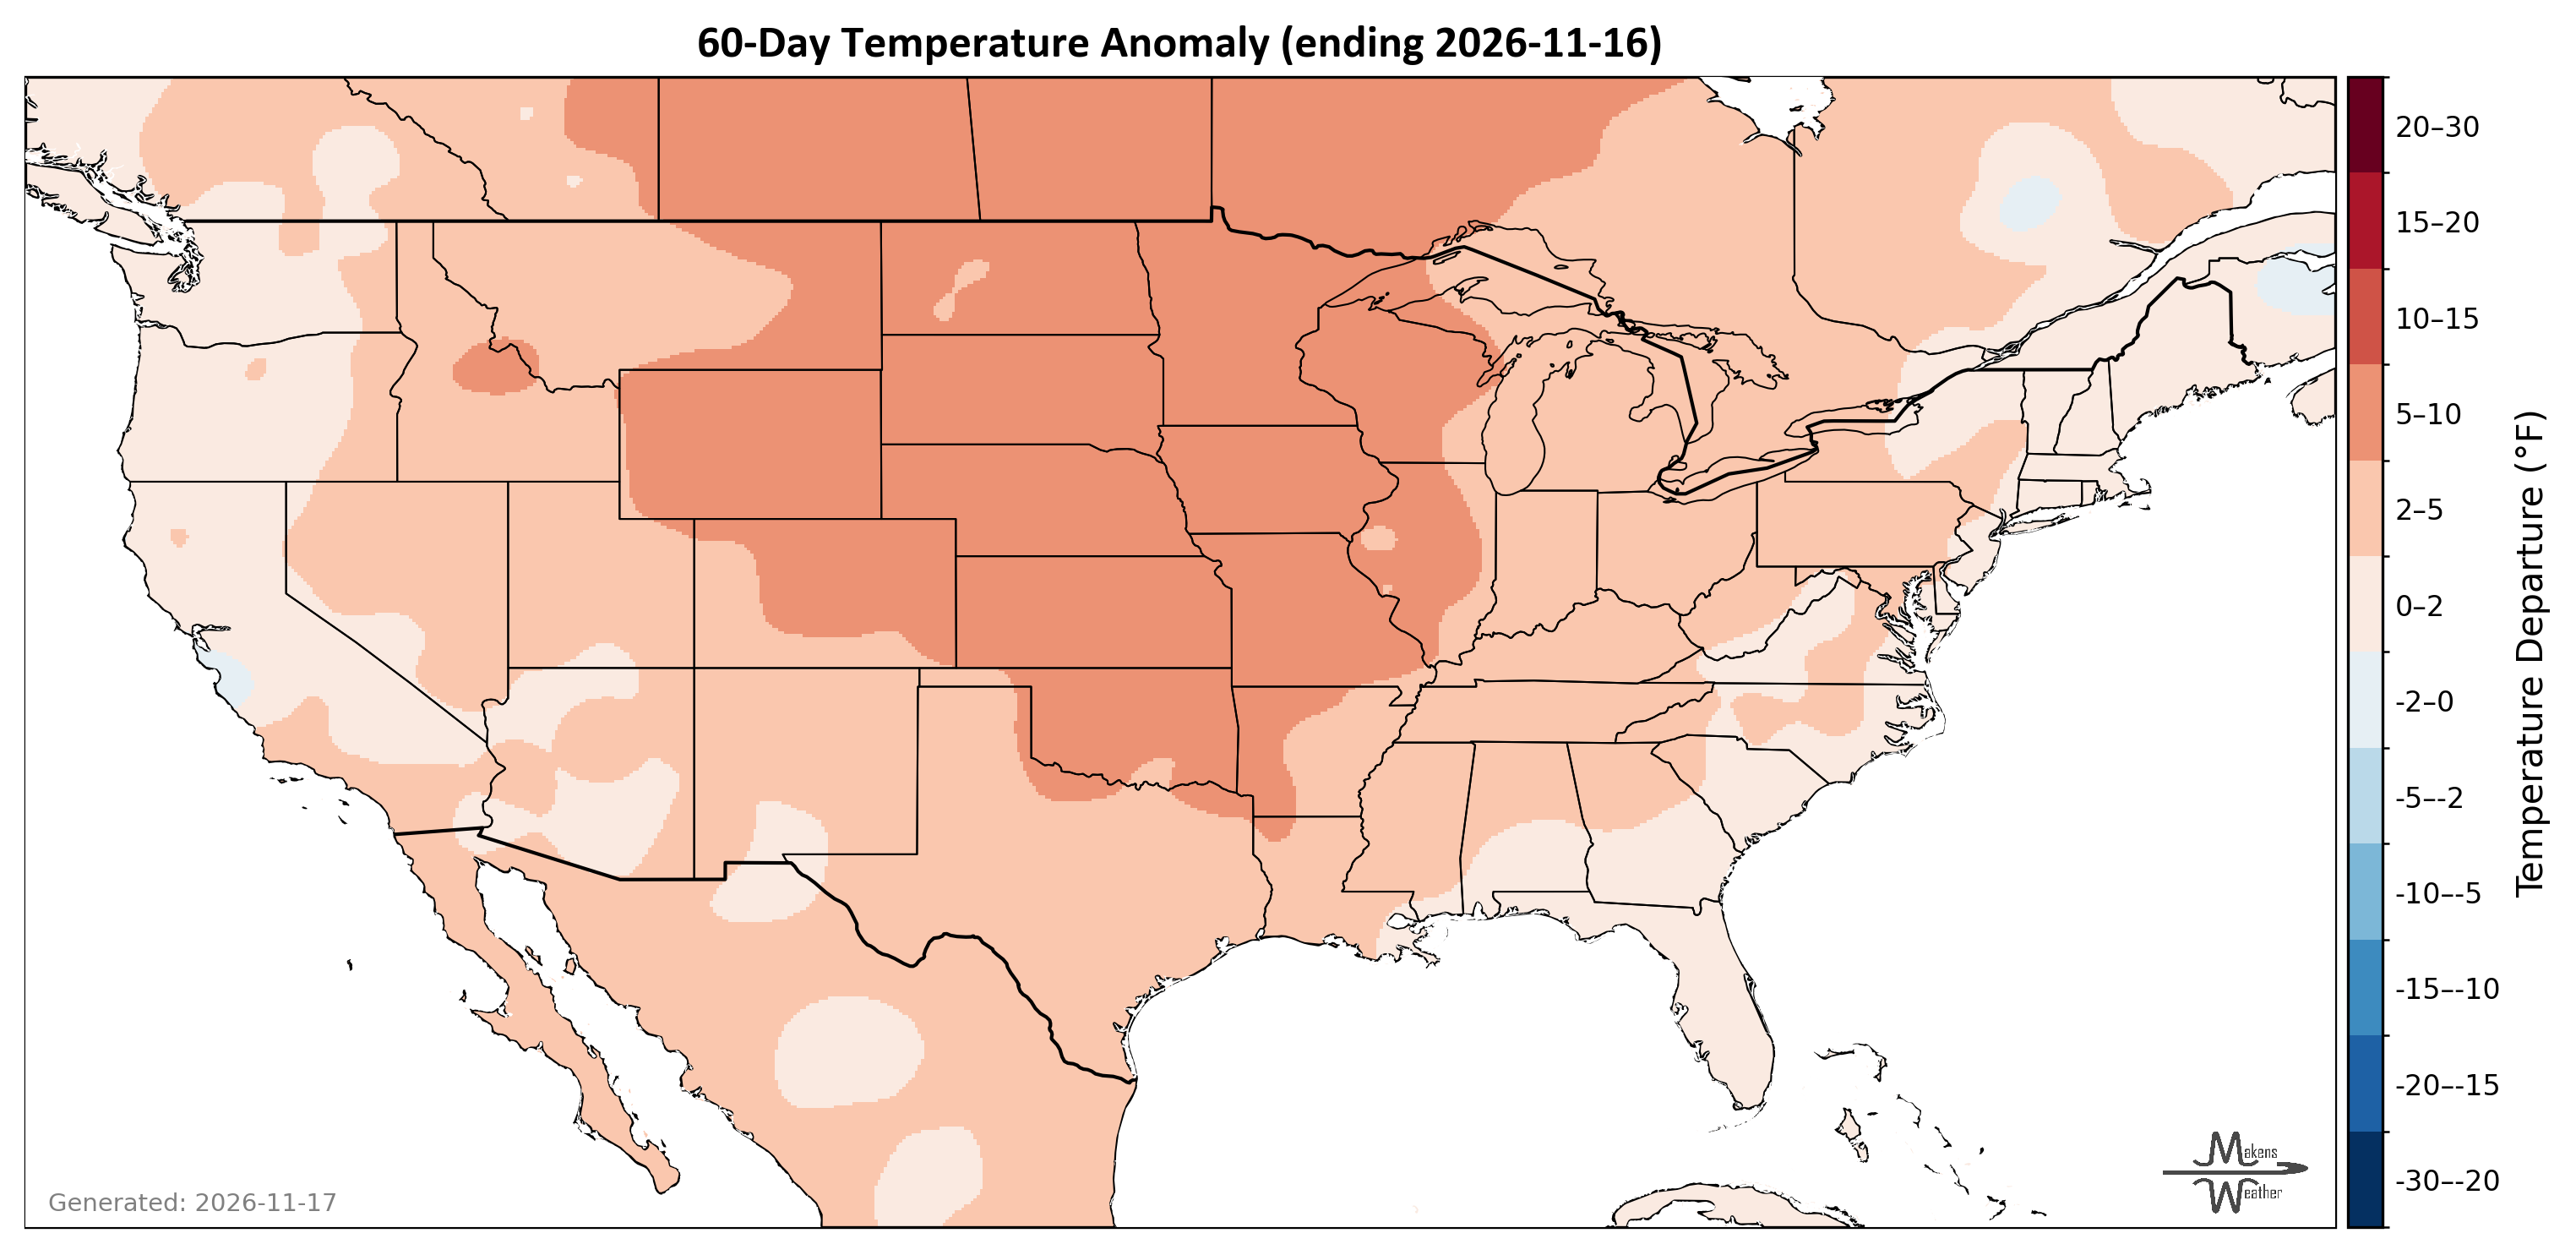 60-Day Temperature Anomaly (ending 2026-11-16)
20–30
15–20
10–15
5–10
2–5
0–2
-2–0
-5–-2
-10–-5
-15–-10
-20–-15
-30–-20
Temperature Departure (°F)
Generated: 2026-11-17
Makens
Weather